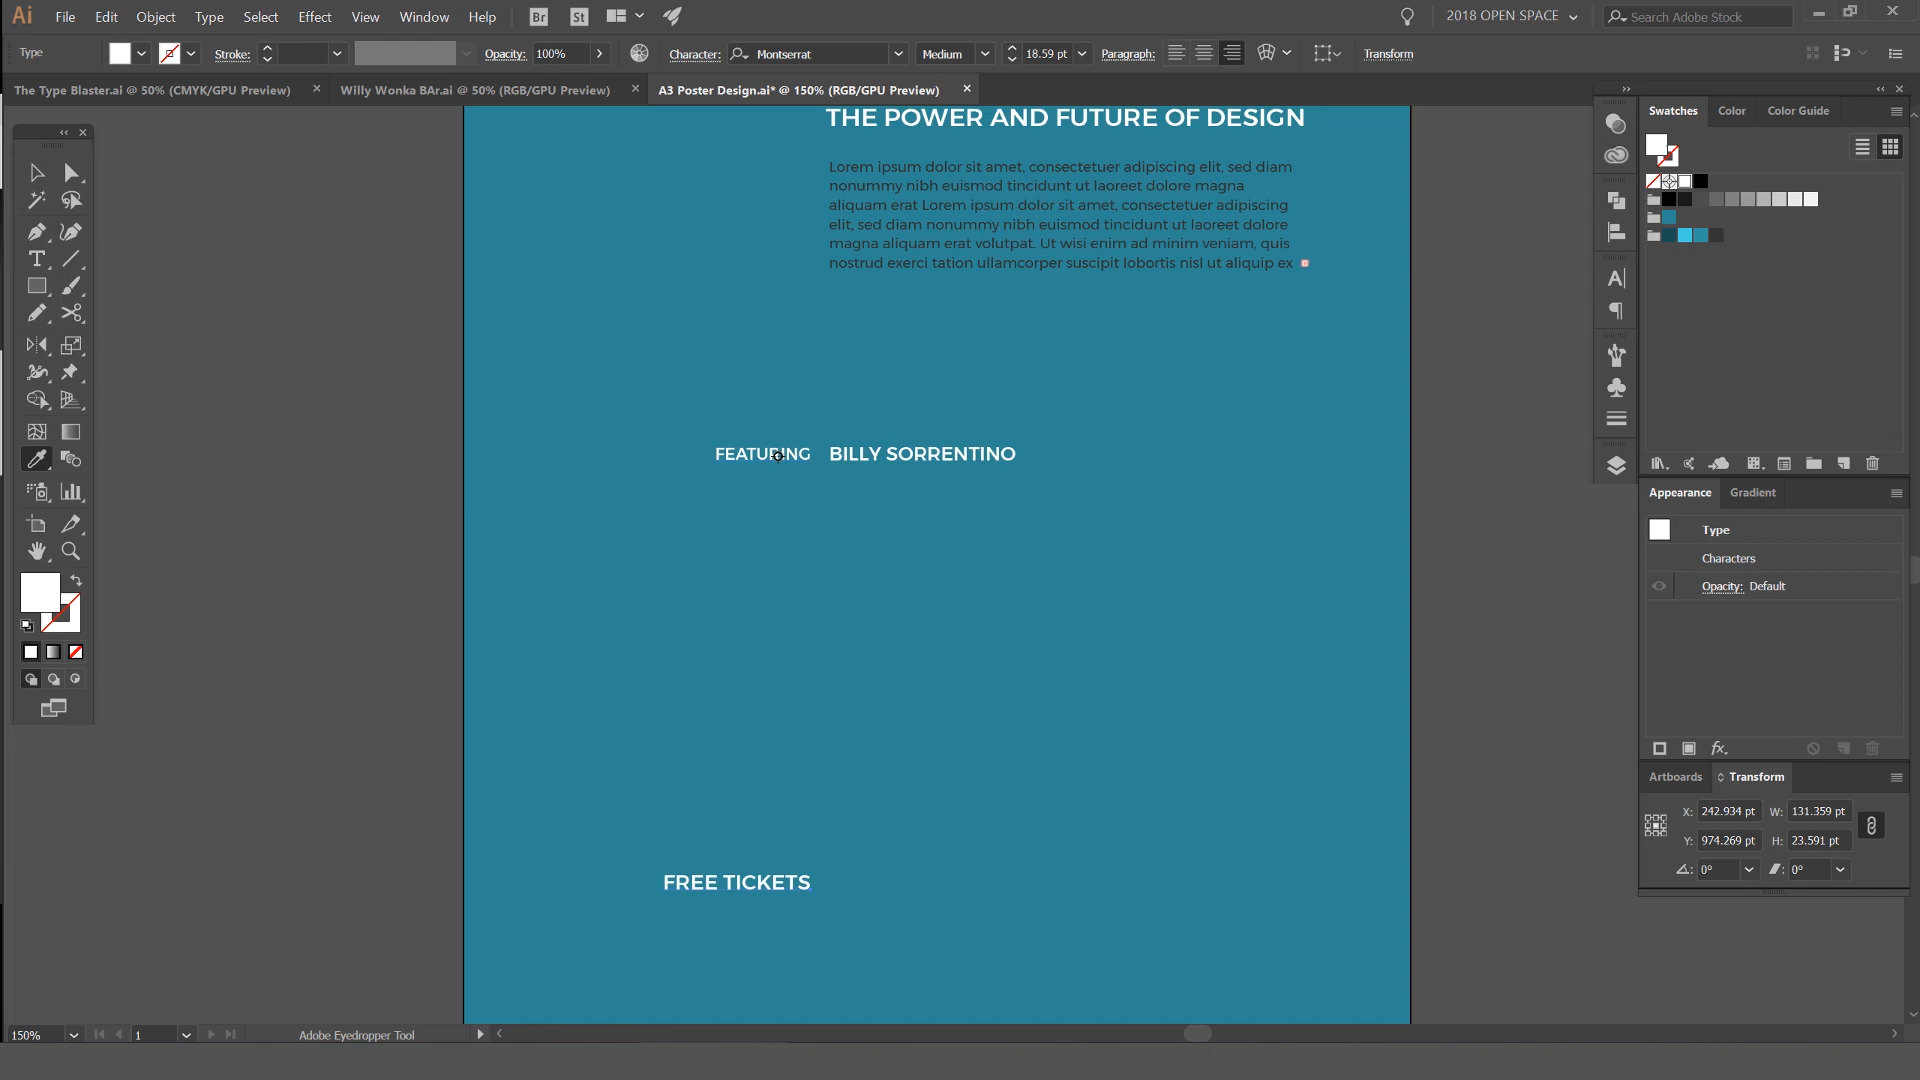 Ai File Edit Object Type Select Effect View Window Help Br St 2018 OPEN SPACE Search Adobe Stock
Type Stroke: Opacity: 100% Character: Montserrat Medium 18.59 pt Paragraph: Transform
The Type Blaster.ai @ 50% (CMYK/GPU Preview) Willy Wonka BAr.ai @ 50% (RGB/GPU Preview) A3 Poster Design.ai* @ 150% (RGB/GPU Preview)
THE POWER AND FUTURE OF DESIGN
Lorem ipsum dolor sit amet, consectetuer adipiscing elit, sed diam
nonummy nibh euismod tincidunt ut laoreet dolore magna
aliquam erat Lorem ipsum dolor sit amet, consectetuer adipiscing
elit, sed diam nonummy nibh euismod tincidunt ut laoreet dolore
magna aliquam erat volutpat. Ut wisi enim ad minim veniam, quis
nostrud exerci tation ullamcorper suscipit lobortis nisl ut aliquip ex
FEATURING BILLY SORRENTINO
FREE TICKETS
Swatches Color Color Guide
Appearance Gradient
Type
Characters
Opacity: Default
fx
Artboards Transform
X: 242.934 pt W: 131.359 pt
Y: 974.269 pt H: 23.591 pt
0° 0°
150% 1 Adobe Eyedropper Tool